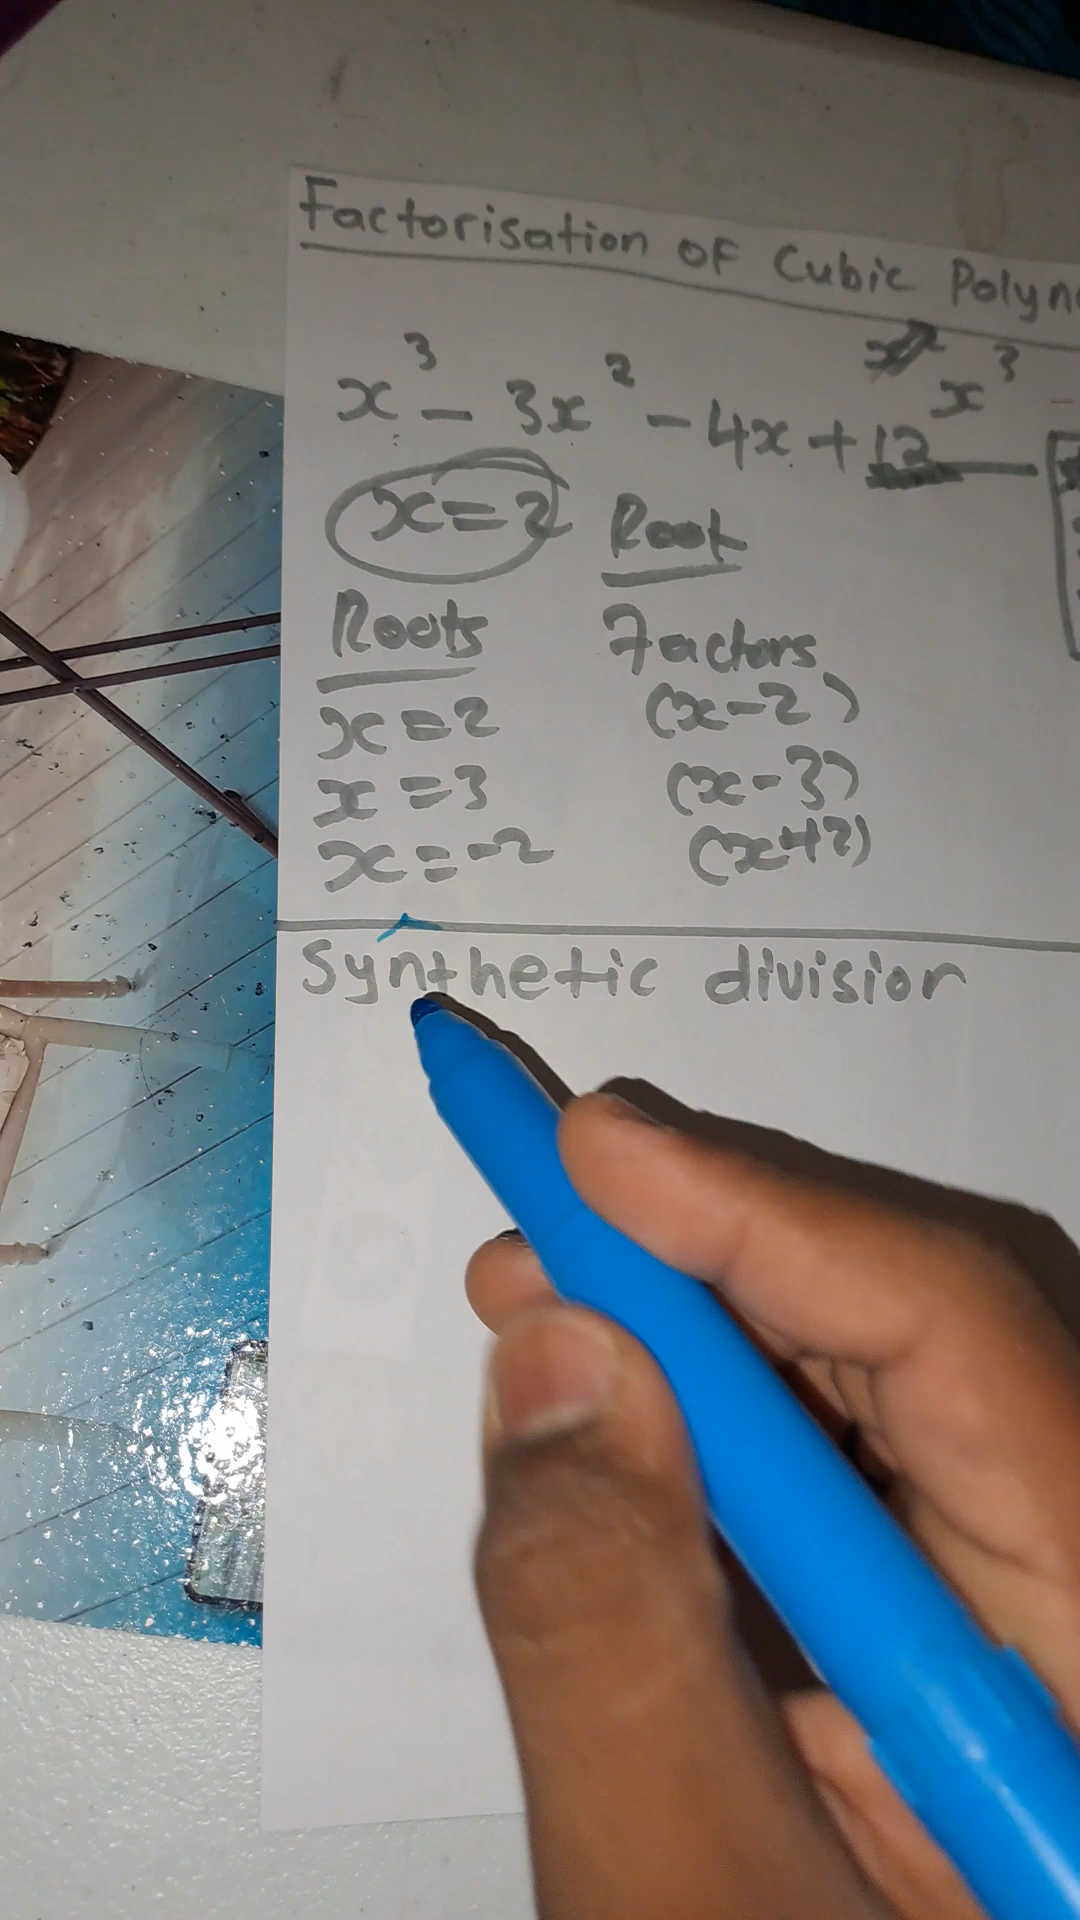 Factorisation of Cubic Polyn
x³ - 3x² - 4x + 12 x³
x = 2 Root
Roots Factors
x = 2 (x-2)
x = 3 (x-3)
x = -2 (x+2)
Synthetic division